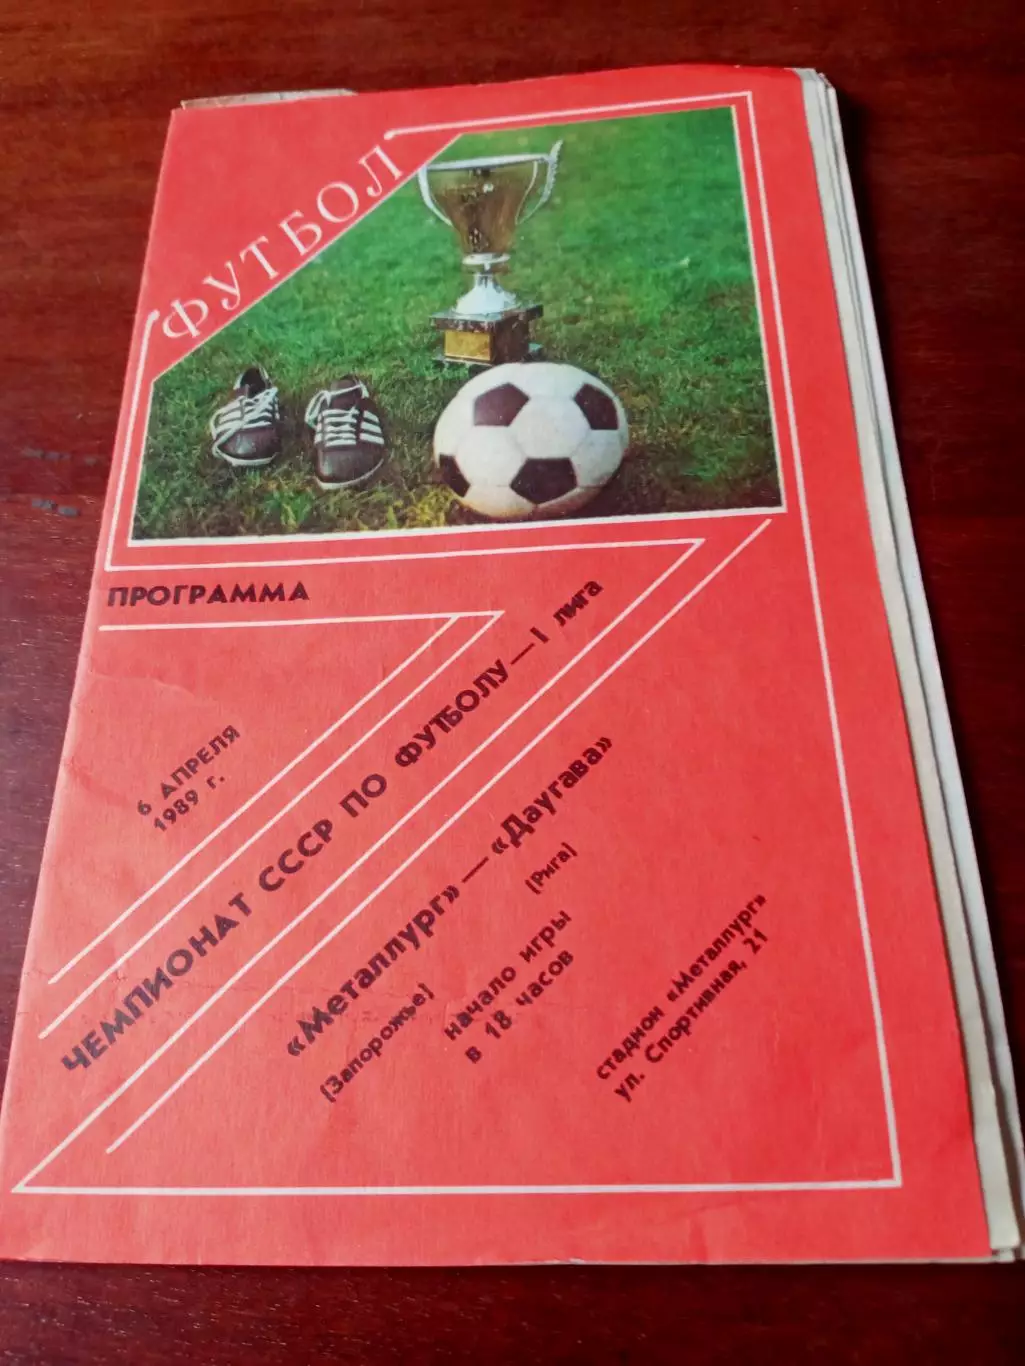 ФУТБОЛ
ПРОГРАММА
6 АПРЕЛЯ
1989 г.
ЧЕМПИОНАТ СССР ПО ФУТБОЛУ — I лига
«Металлург» — «Даугава»
(Запорожье) (Рига)
начало игры
в 18 часов
стадион «Металлург»
ул. Спортивная, 21